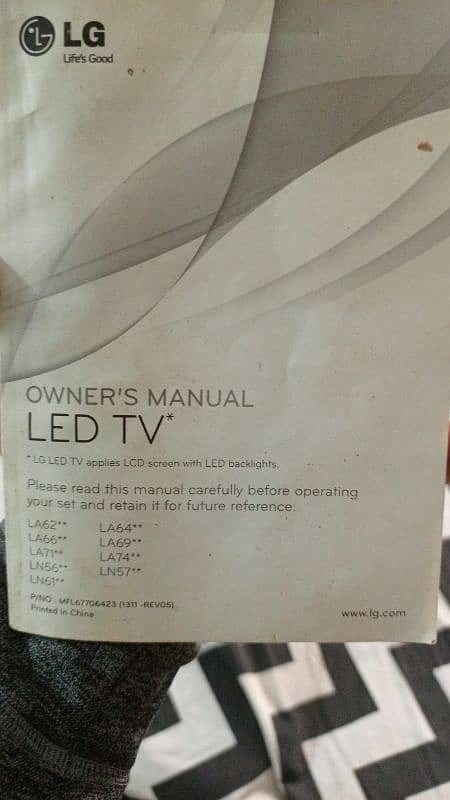 LG
Life's Good
OWNER'S MANUAL
LED TV*
* LG LED TV applies LCD screen with LED backlights.
Please read this manual carefully before operating
your set and retain it for future reference.
LA62** LA64**
LA66** LA69**
LA71** LA74**
LN56** LN57**
LN61**
P/NO : MFL67706423 (1311 -REV05)
Printed in China
www.lg.com